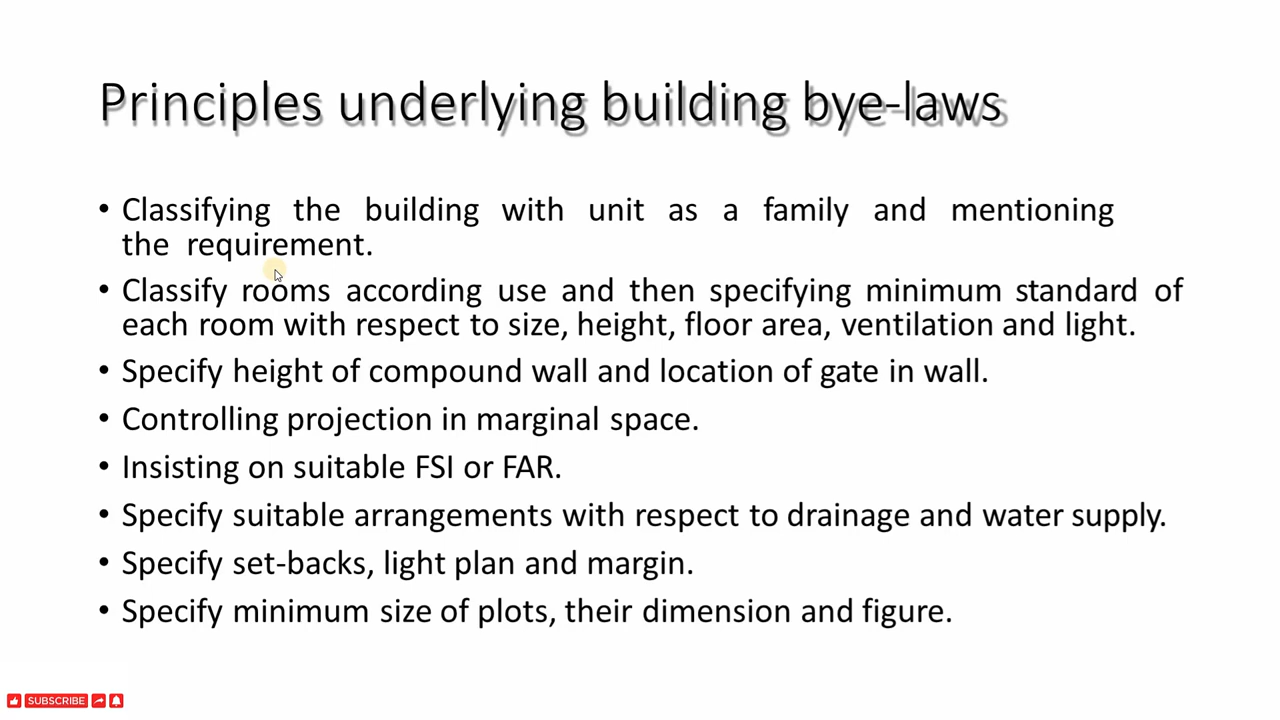 Principles underlying building bye-laws
• Classifying the building with unit as a family and mentioning
the requirement.
• Classify rooms according use and then specifying minimum standard of
each room with respect to size, height, floor area, ventilation and light.
• Specify height of compound wall and location of gate in wall.
• Controlling projection in marginal space.
• Insisting on suitable FSI or FAR.
• Specify suitable arrangements with respect to drainage and water supply.
• Specify set-backs, light plan and margin.
• Specify minimum size of plots, their dimension and figure.
SUBSCRIBE